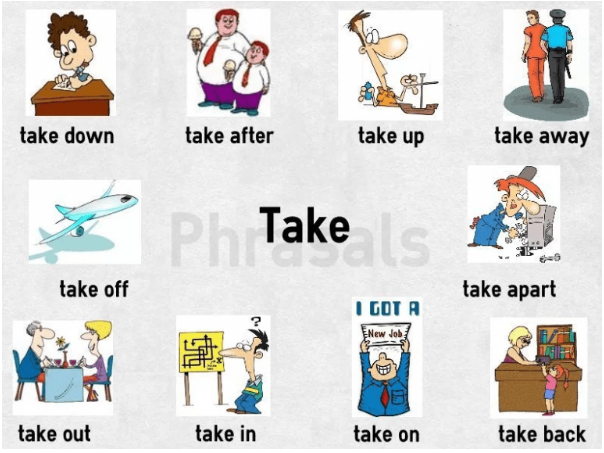 take down
take after
take up
take away
Phrasals
Take
take off
take apart
I GOT A
New Job
?
take out
take in
take on
take back